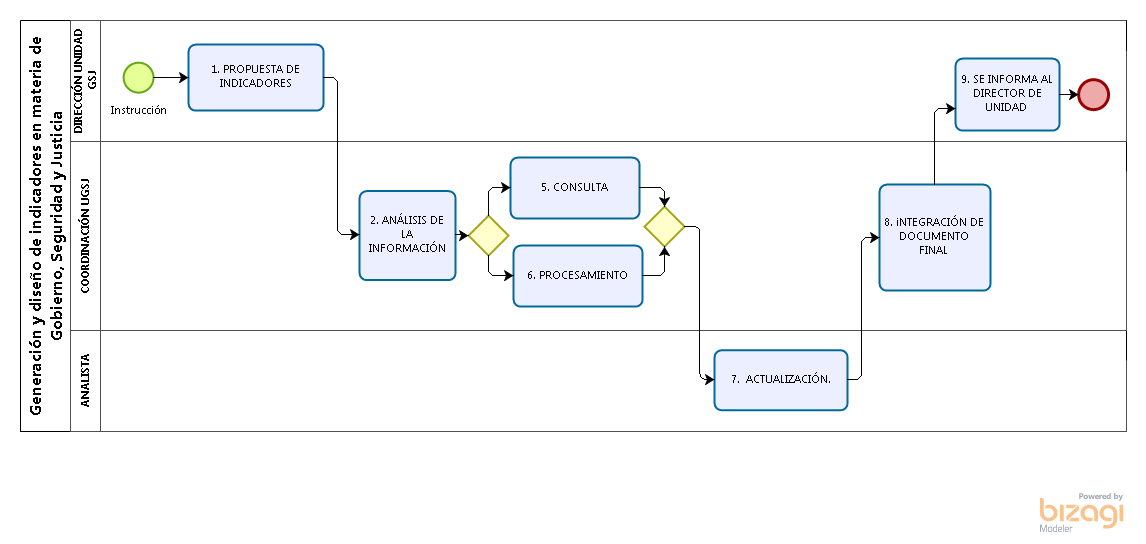 Generación y diseño de indicadores en materia de
Gobierno, Seguridad y Justicia
DIRECCIÓN UNIDAD
GSJ
Instrucción
1. PROPUESTA DE
INDICADORES
9. SE INFORMA AL
DIRECTOR DE
UNIDAD
COORDINACIÓN UGSJ
2. ANÁLISIS DE
LA
INFORMACIÓN
5. CONSULTA
6. PROCESAMIENTO
8. iNTEGRACIÓN DE
DOCUMENTO
FINAL
ANALISTA
7. ACTUALIZACIÓN.
Powered by
bizagi
Modeler